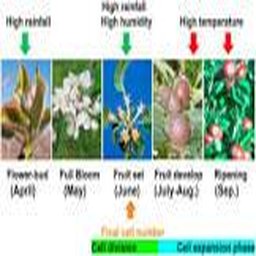 High rainfall
High rainfall
High humidity
High temperature
Flower-bud
(April)
Full Bloom
(May)
Fruit set
(June)
Fruit develop
(July-Aug.)
Ripening
(Sep.)
Final cell number
Cell division
Cell expansion phase